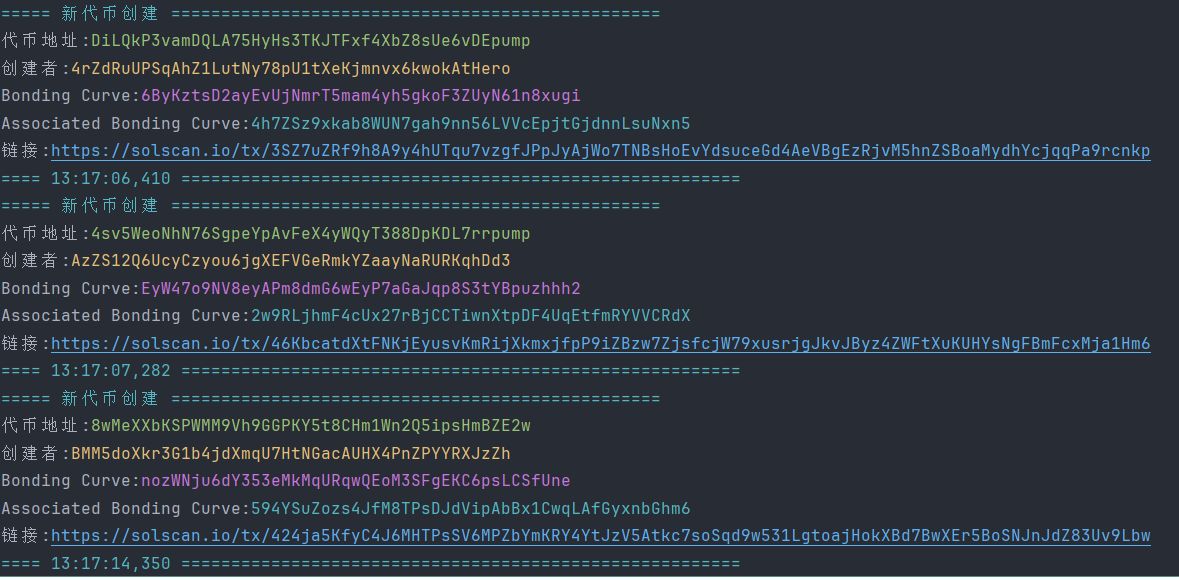 ===== 新代币创建 =================================================
代币地址:DiLQkP3vamDQLA75HyHs3TKJTFxf4XbZ8sUe6vDEpump
创建者:4rZdRuUPSqAhZ1LutNy78pU1tXeKjmnvx6kwokAtHero
Bonding Curve:6ByKztsD2ayEvUjNmrT5mam4yh5gkoF3ZUyN61n8xugi
Associated Bonding Curve:4h7ZSz9xkab8WUN7gah9nn56LVVcEpjtGjdnnLsuNxn5
链接:https://solscan.io/tx/3SZ7uZRf9h8A9y4hUTqu7vzgfJPpJyAjWo7TNBsHoEvYdsuceGd4AeVBgEzRjvM5hnZSBoaMydhYcjqqPa9rcnkp
==== 13:17:06,410 ========================================================
===== 新代币创建 =================================================
代币地址:4sv5WeoNhN76SgpeYpAvFeX4yWQyT388DpKDL7rrpump
创建者:AzZS12Q6UcyCzyou6jgXEFVGeRmkYZaayNaRURKqhDd3
Bonding Curve:EyW47o9NV8eyAPm8dmG6wEyP7aGaJqp8S3tYBpuzhhh2
Associated Bonding Curve:2w9RLjhmF4cUx27rBjCCTiwnXtpDF4UqEtfmRYVVCRdX
链接:https://solscan.io/tx/46KbcatdXtFNKjEyusvKmRijXkmxjfpP9iZBzw7ZjsfcjW79xusrjgJkvJByz4ZWFtXuKUHYsNgFBmFcxMja1Hm6
==== 13:17:07,282 ========================================================
===== 新代币创建 =================================================
代币地址:8wMeXXbKSPWMM9Vh9GGPKY5t8CHm1Wn2Q5ipsHmBZE2w
创建者:BMM5doXkr3G1b4jdXmqU7HtNGacAUHX4PnZPYYRXJzZh
Bonding Curve:nozWNju6dY353eMkMqURqwQEoM3SFgEKC6psLCSfUne
Associated Bonding Curve:594YSuZozs4JfM8TPsDJdVipAbBx1CwqLAfGyxnbGhm6
链接:https://solscan.io/tx/424ja5KfyC4J6MHTPsSV6MPZbYmKRY4YtJzV5Atkc7soSqd9w531LgtoajHokXBd7BwXEr5BoSNJnJdZ83Uv9Lbw
==== 13:17:14,350 ========================================================